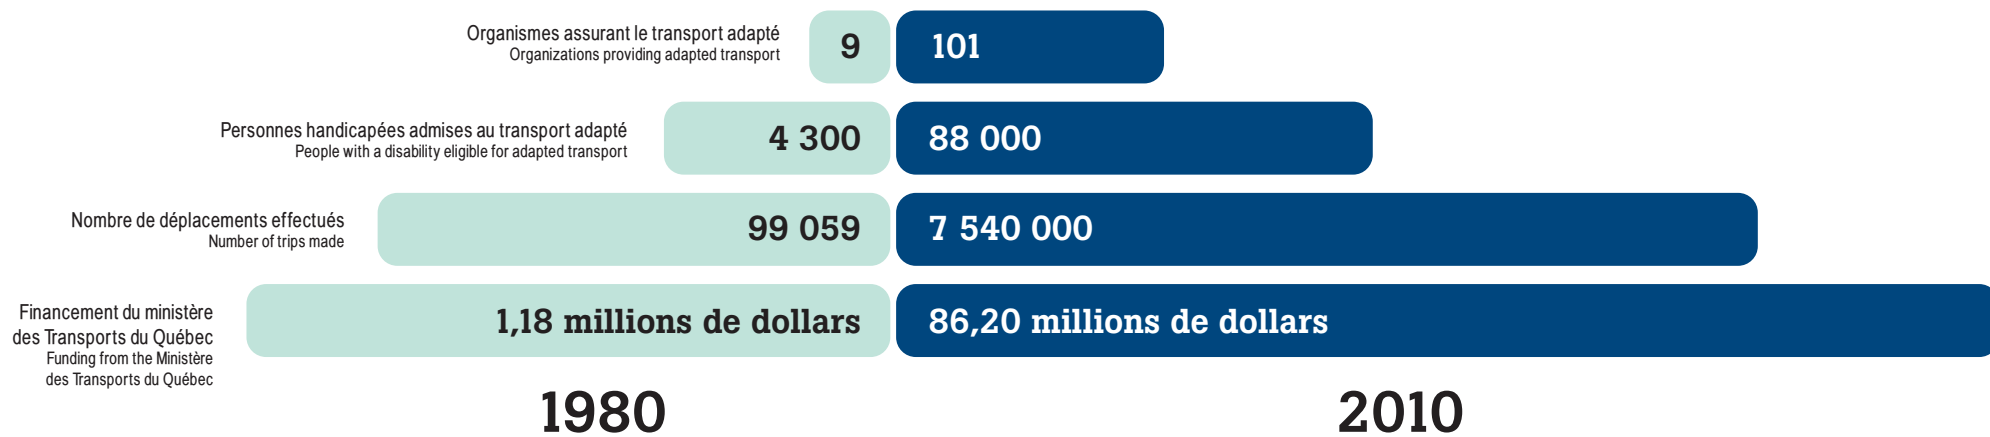 Organismes assurant le transport adapté
Organizations providing adapted transport
9
101
Personnes handicapées admises au transport adapté
People with a disability eligible for adapted transport
4 300
88 000
Nombre de déplacements effectués
Number of trips made
99 059
7 540 000
Financement du ministère
des Transports du Québec
Funding from the Ministère
des Transports du Québec
1,18 millions de dollars
86,20 millions de dollars
1980
2010